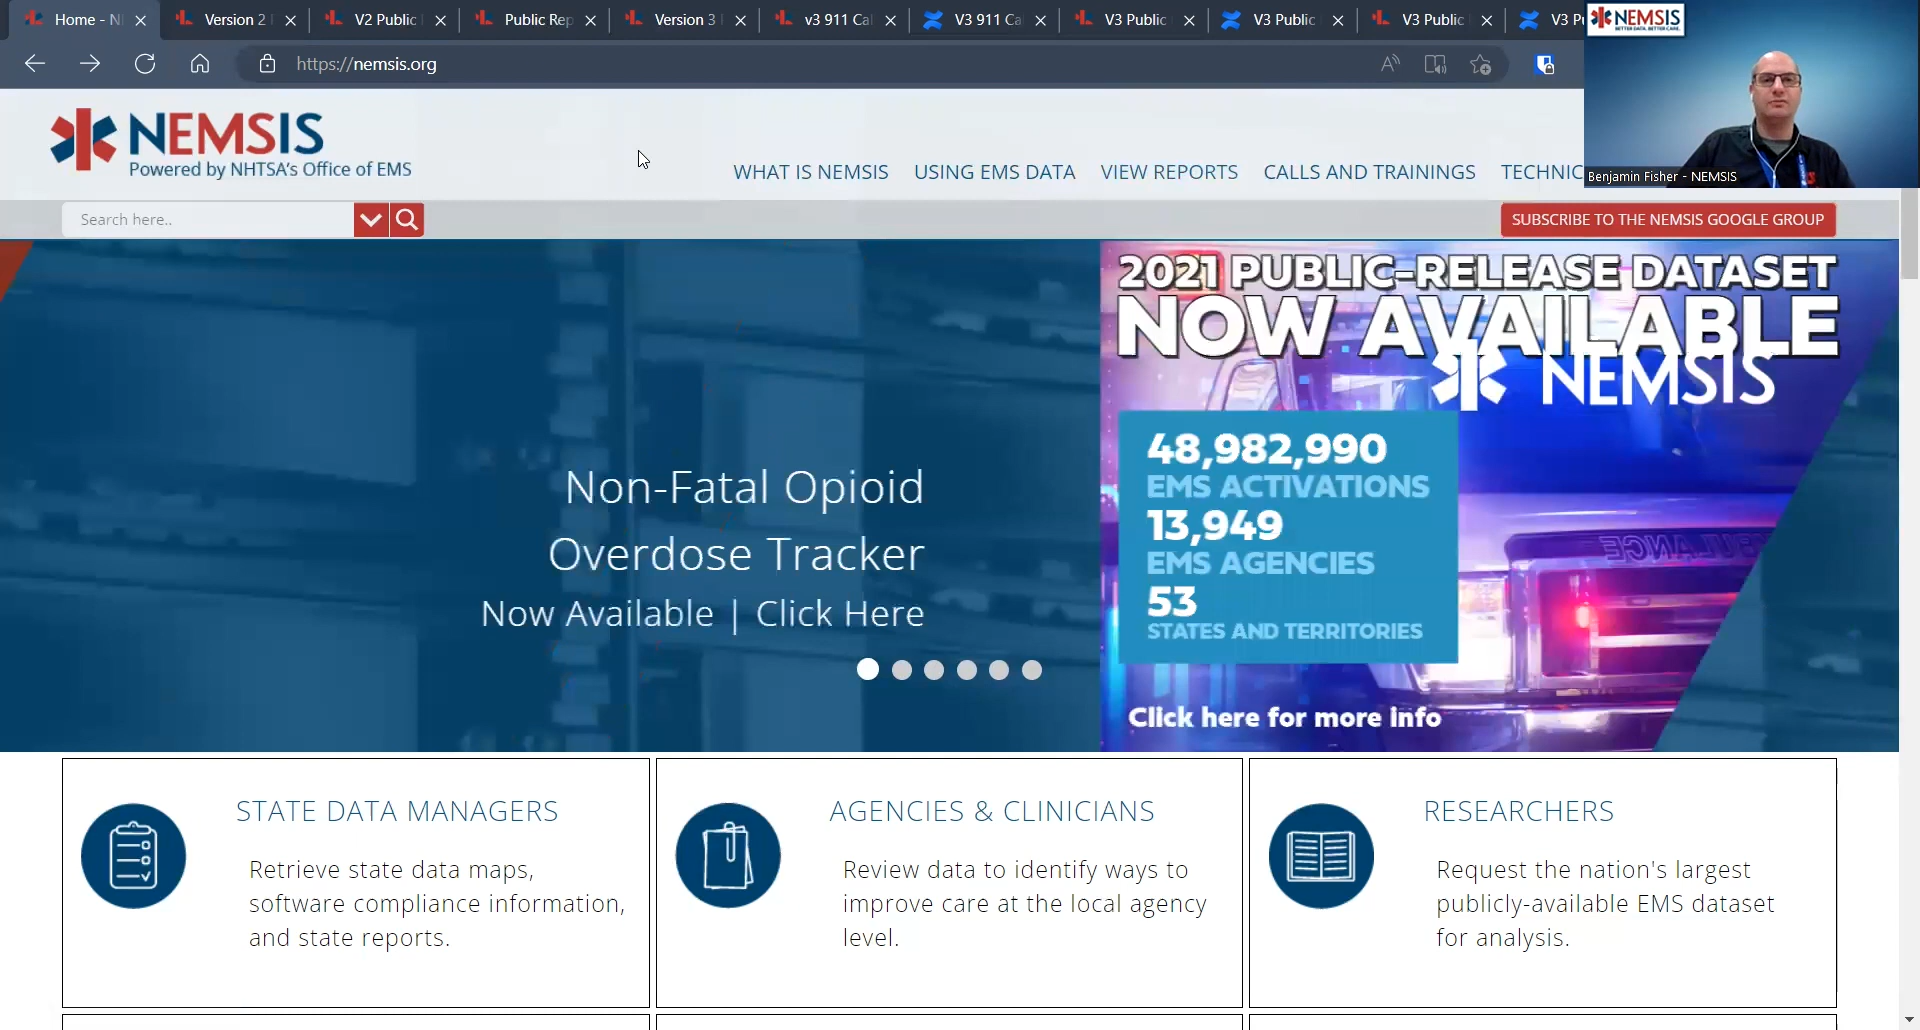 Home - N
Version 2
V2 Public
Public Rep
Version 3
v3 911 Ca
V3 911 Ca
V3 Public
V3 Public
V3 Public
V3 P
https://nemsis.org
NEMSIS
BETTER DATA. BETTER CARE.
Benjamin Fisher - NEMSIS
NEMSIS
Powered by NHTSA's Office of EMS
WHAT IS NEMSIS
USING EMS DATA
VIEW REPORTS
CALLS AND TRAININGS
TECHNIC
Search here..
SUBSCRIBE TO THE NEMSIS GOOGLE GROUP
Non-Fatal Opioid
Overdose Tracker
Now Available | Click Here
2021 PUBLIC-RELEASE DATASET
NOW AVAILABLE
NEMSIS
48,982,990
EMS ACTIVATIONS
13,949
EMS AGENCIES
53
STATES AND TERRITORIES
Click here for more info
STATE DATA MANAGERS
Retrieve state data maps,
software compliance information,
and state reports.
AGENCIES & CLINICIANS
Review data to identify ways to
improve care at the local agency
level.
RESEARCHERS
Request the nation's largest
publicly-available EMS dataset
for analysis.